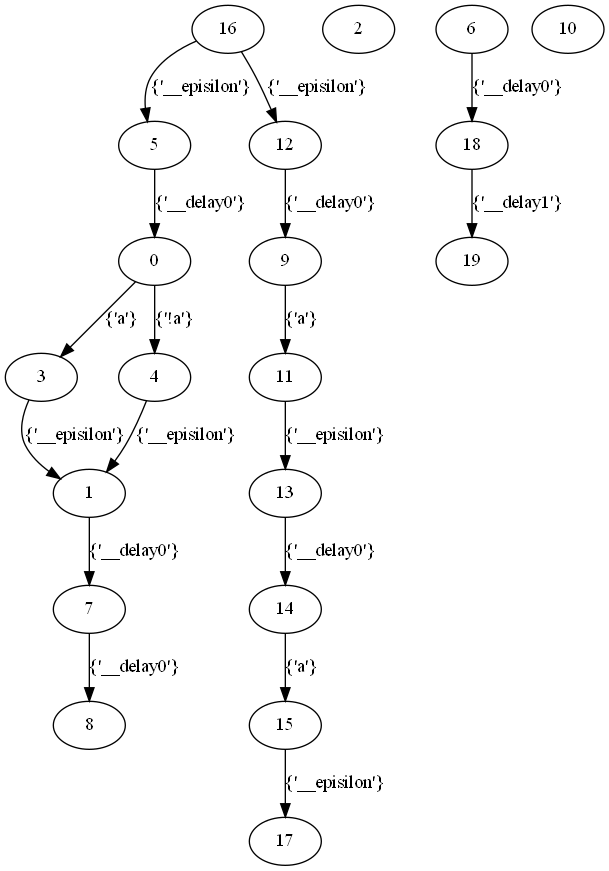 16 2 6 10
{'__episilon'} {'__episilon'} {'__delay0'}
5 12 18
{'__delay0'} {'__delay0'} {'__delay1'}
0 9 19
{'a'} {'!a'} {'a'}
3 4 11
{'__episilon'} {'__episilon'} {'__episilon'}
1 13
{'__delay0'} {'__delay0'}
7 14
{'__delay0'} {'a'}
8 15
{'__episilon'}
17